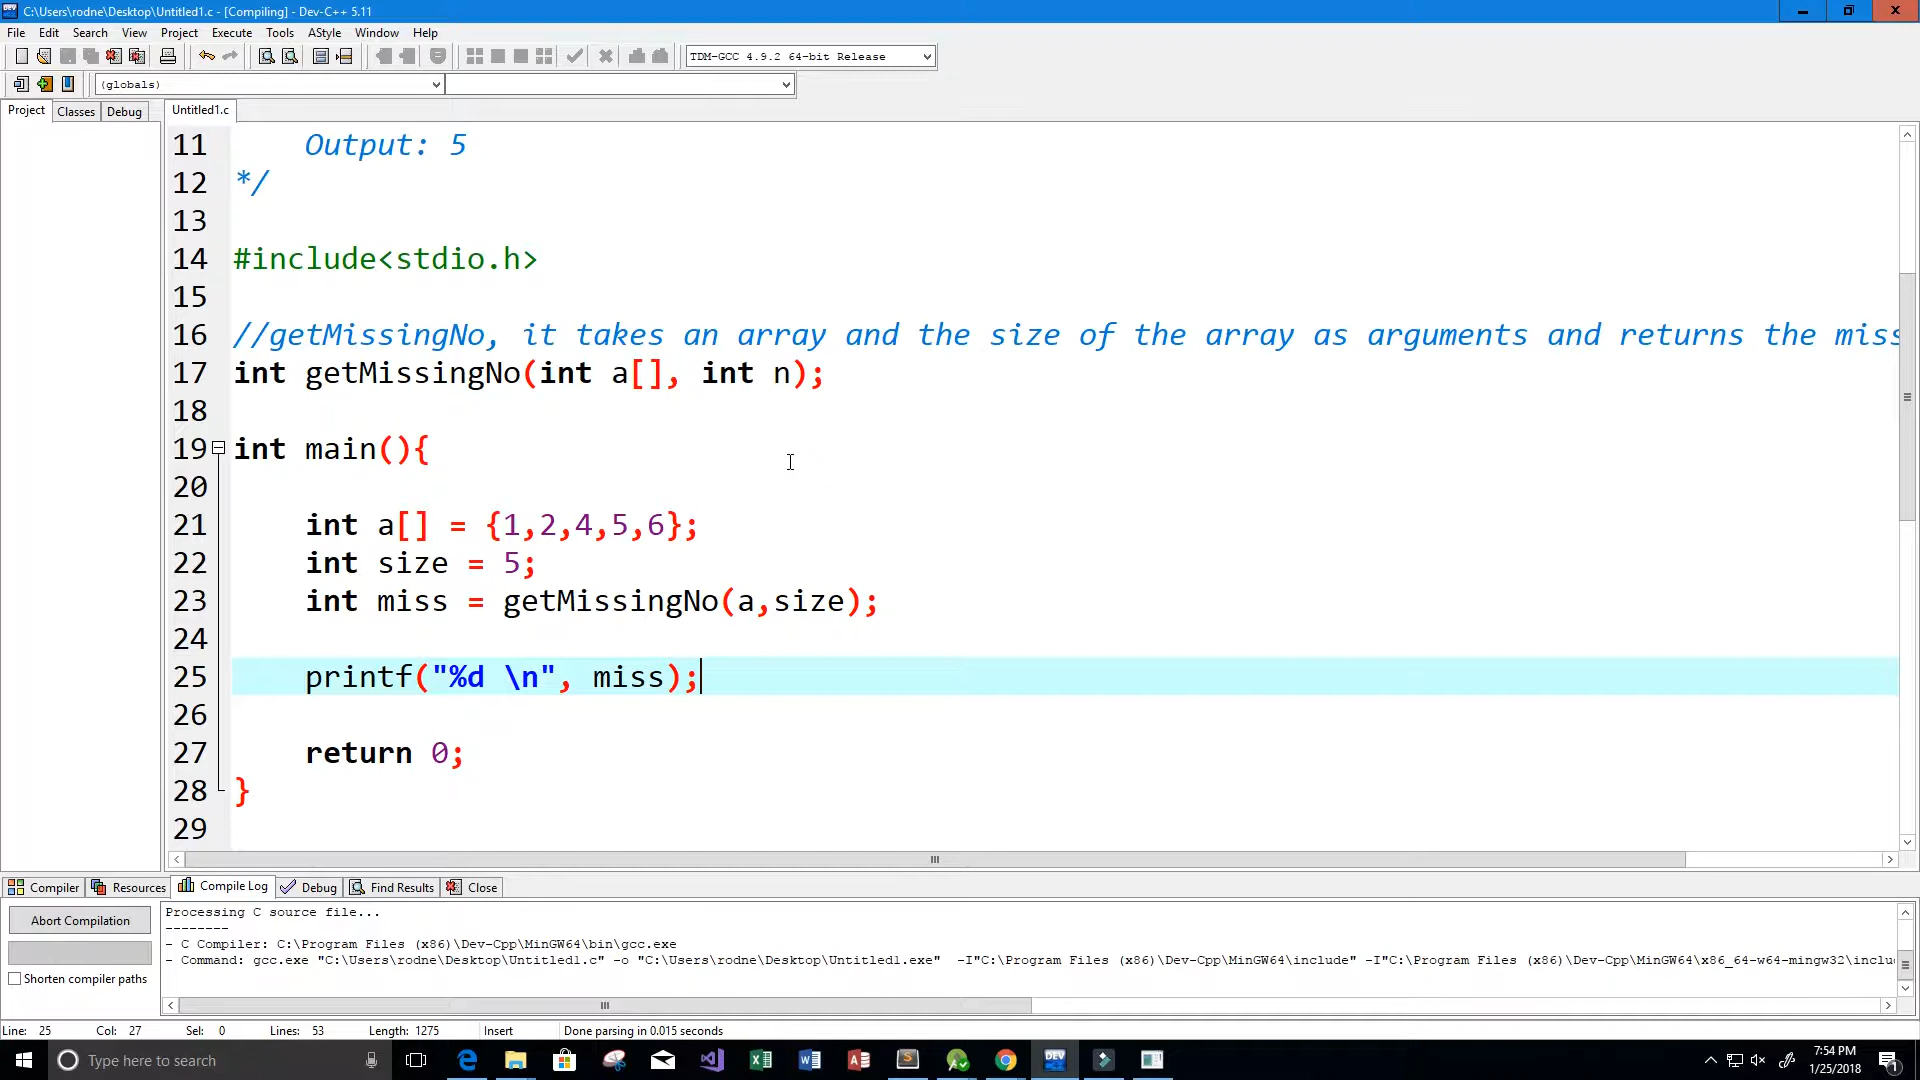 C:\Users\rodne\Desktop\Untitled1.c - [Compiling] - Dev-C++ 5.11
File Edit Search View Project Execute Tools AStyle Window Help
TDM-GCC 4.9.2 64-bit Release
(globals)
Project Classes Debug Untitled1.c
11 Output: 5
12 */
13
14 #include<stdio.h>
15
16 //getMissingNo, it takes an array and the size of the array as arguments and returns the miss
17 int getMissingNo(int a[], int n);
18
19 int main(){
20
21 int a[] = {1,2,4,5,6};
22 int size = 5;
23 int miss = getMissingNo(a,size);
24
25 printf("%d \n", miss);
26
27 return 0;
28 }
29
Compiler Resources Compile Log Debug Find Results Close
Abort Compilation
Shorten compiler paths
Processing C source file...
--------
- C Compiler: C:\Program Files (x86)\Dev-Cpp\MinGW64\bin\gcc.exe
- Command: gcc.exe "C:\Users\rodne\Desktop\Untitled1.c" -o "C:\Users\rodne\Desktop\Untitled1.exe" -I"C:\Program Files (x86)\Dev-Cpp\MinGW64\include" -I"C:\Program Files (x86)\Dev-Cpp\MinGW64\x86_64-w64-mingw32\inclu
Line: 25 Col: 27 Sel: 0 Lines: 53 Length: 1275 Insert Done parsing in 0.015 seconds
Type here to search
DEV
7:54 PM
1/25/2018
1